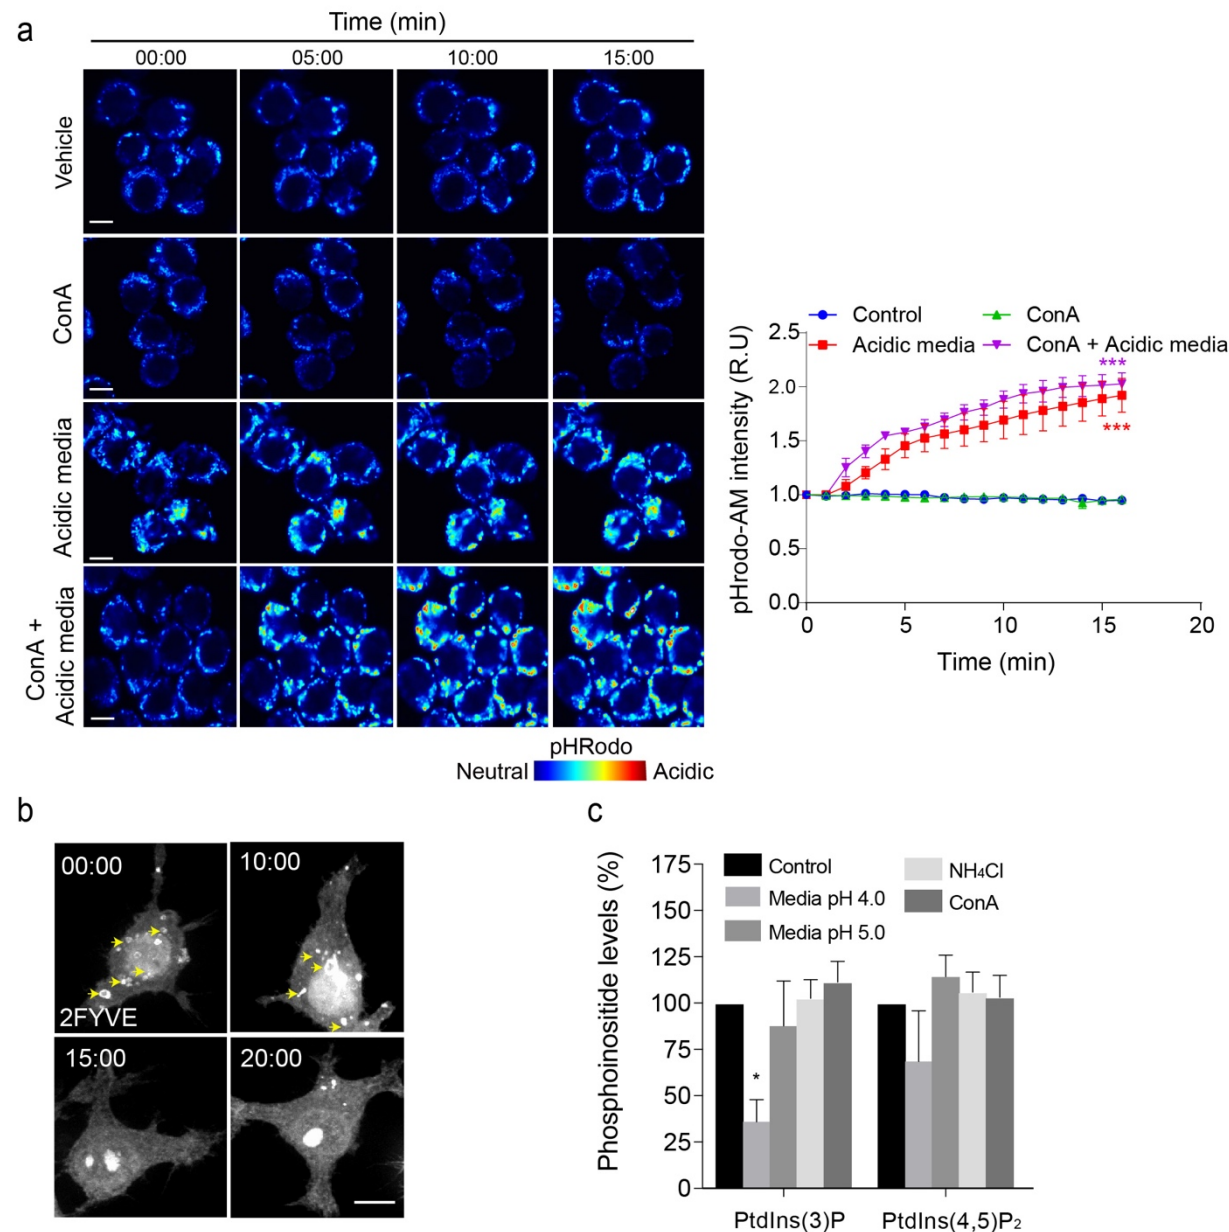 a
Time (min)
00:00 05:00 10:00 15:00
Vehicle
ConA
Acidic media
ConA +
Acidic media
pHRodo
Neutral Acidic
Control ConA
Acidic media ConA + Acidic media
pHrodo-AM intensity (R.U)
2.5
2.0
1.5
1.0
0.5
0.0
***
***
0 5 10 15 20
Time (min)
b
00:00 10:00
2FYVE
15:00 20:00
c
Phosphoinositide levels (%)
175
150
125
100
75
50
25
0
Control NH₄Cl
Media pH 4.0 ConA
Media pH 5.0
*
PtdIns(3)P PtdIns(4,5)P₂